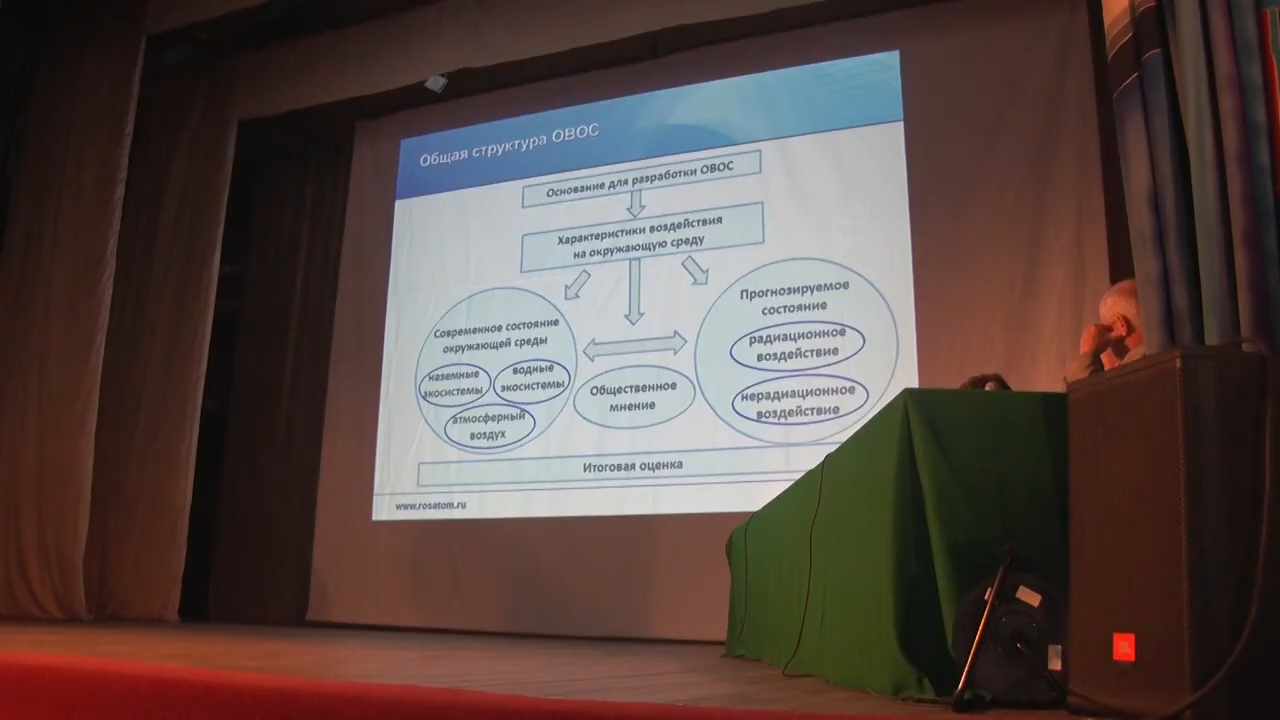 Общая структура ОВОС
Основание для разработки ОВОС
Характеристики воздействия
на окружающую среду
Современное состояние
окружающей среды
наземные
экосистемы
водные
экосистемы
атмосферный
воздух
Общественное
мнение
Прогнозируемое
состояние
радиационное
воздействие
нерадиационное
воздействие
Итоговая оценка
www.rosatom.ru